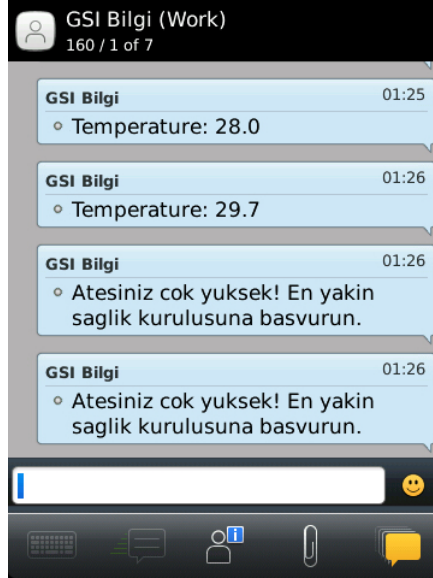 GSI Bilgi (Work)
160 / 1 of 7
GSI Bilgi 01:25
Temperature: 28.0
GSI Bilgi 01:26
Temperature: 29.7
GSI Bilgi 01:26
Atesiniz cok yuksek! En yakin
saglik kurulusuna basvurun.
GSI Bilgi 01:26
Atesiniz cok yuksek! En yakin
saglik kurulusuna basvurun.